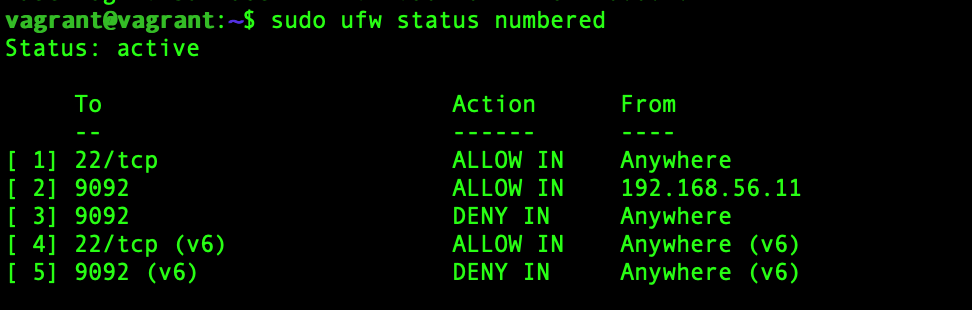 vagrant@vagrant:~$ sudo ufw status numbered
Status: active
To Action From
-- ------ ----
[ 1] 22/tcp ALLOW IN Anywhere
[ 2] 9092 ALLOW IN 192.168.56.11
[ 3] 9092 DENY IN Anywhere
[ 4] 22/tcp (v6) ALLOW IN Anywhere (v6)
[ 5] 9092 (v6) DENY IN Anywhere (v6)